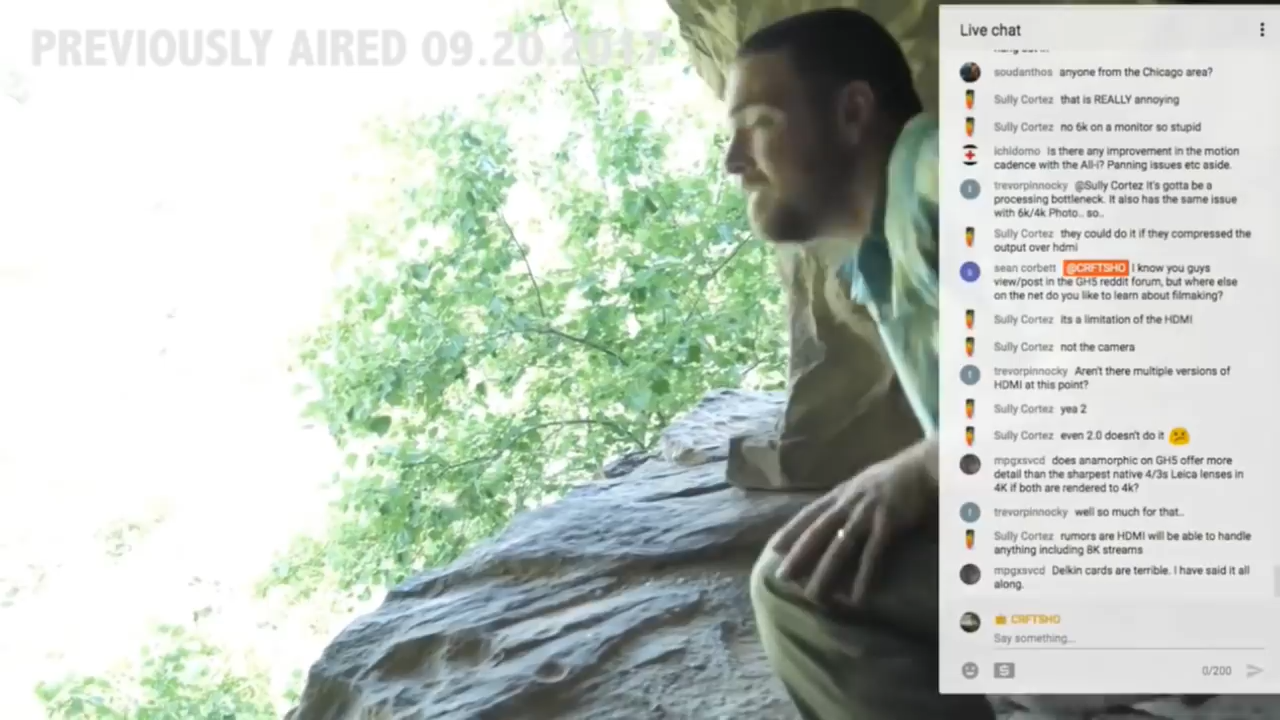 PREVIOUSLY AIRED 09.20.2017
Live chat
soudanthos anyone from the Chicago area?
Sully Cortez that is REALLY annoying
Sully Cortez no 6k on a monitor so stupid
ichidomo Is there any improvement in the motion
cadence with the All-i? Panning issues etc aside.
trevorpinnocky @Sully Cortez It's gotta be a
processing bottleneck. It also has the same issue
with 6k/4k Photo.. so..
Sully Cortez they could do it if they compressed the
output over hdmi
sean corbett @CRFTSHO I know you guys
view/post in the GH5 reddit forum, but where else
on the net do you like to learn about filmaking?
Sully Cortez its a limitation of the HDMI
Sully Cortez not the camera
trevorpinnocky Aren't there multiple versions of
HDMI at this point?
Sully Cortez yea 2
Sully Cortez even 2.0 doesn't do it
mpgxsvcd does anamorphic on GH5 offer more
detail than the sharpest native 4/3s Leica lenses in
4K if both are rendered to 4k?
trevorpinnocky well so much for that..
Sully Cortez rumors are HDMI will be able to handle
anything including 8K streams
mpgxsvcd Delkin cards are terrible. I have said it all
along.
CRFTSHO
Say something...
0/200